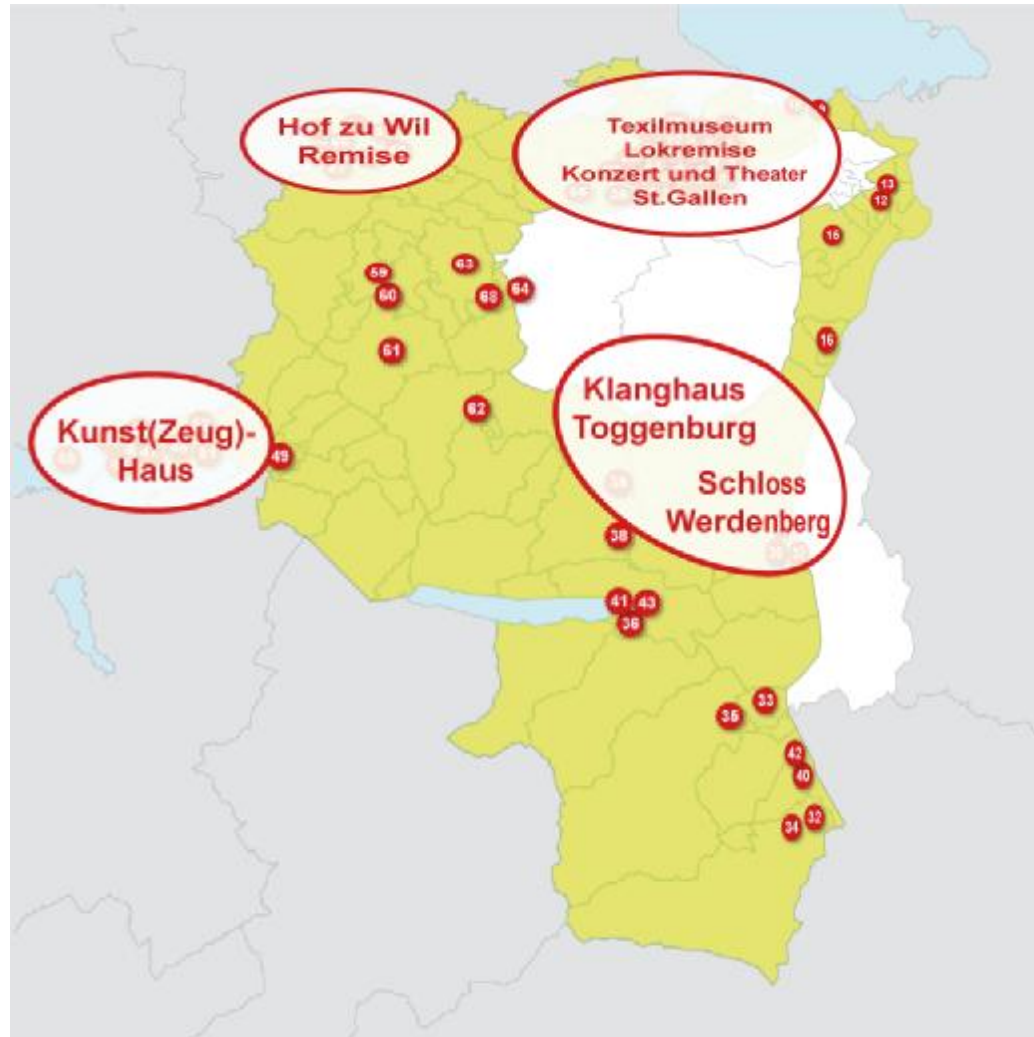 Hof zu Wil
Remise
Texilmuseum
Lokremise
Konzert und Theater
St.Gallen
9
13
12
15
59
63
60
68
64
61
16
62
Klanghaus
Toggenburg
Schloss
Werdenberg
Kunst(Zeug)-
Haus
49
38
41
43
36
33
35
42
40
32
34